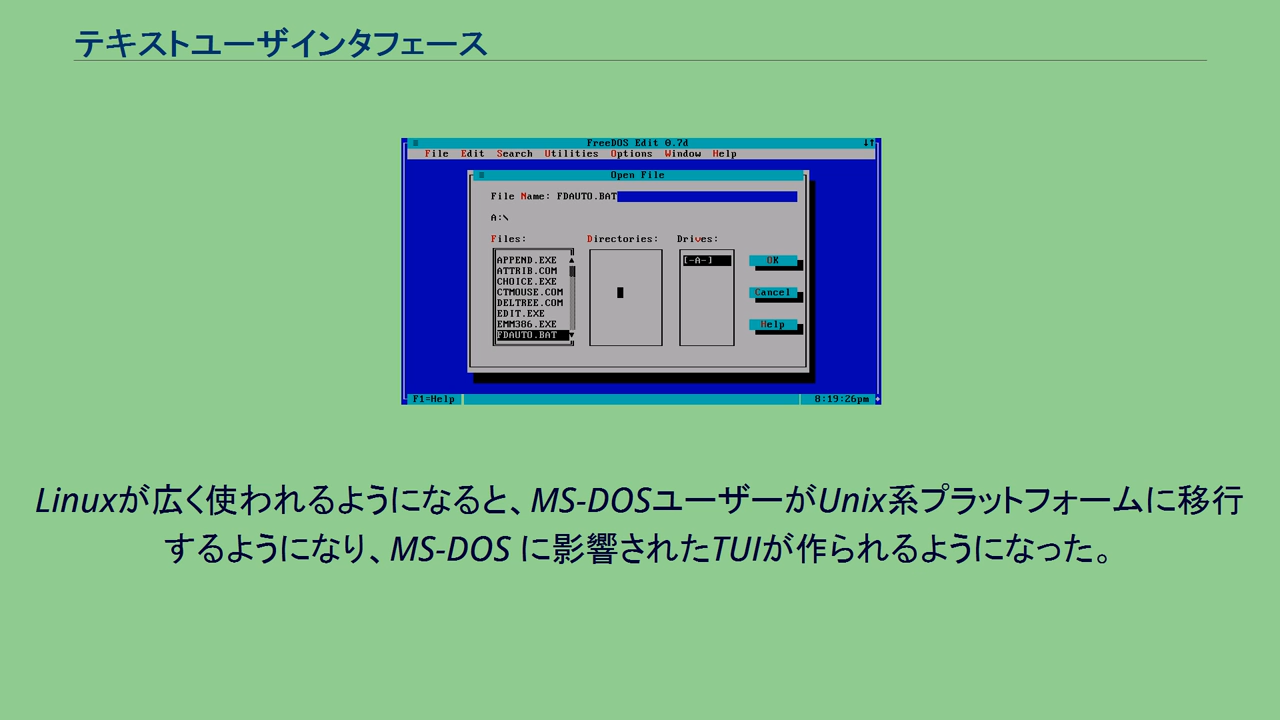 テキストユーザインタフェース
FreeDOS Edit 0.7d
File Edit Search Utilities Options Window Help
Open File
File Name: FDAUTO.BAT
A:\
Files: Directories: Drives:
APPEND.EXE [-A-] OK
ATTRIB.COM
CHOICE.EXE
CTMOUSE.COM Cancel
DELTREE.COM
EDIT.EXE
EMM386.EXE Help
FDAUTO.BAT
F1=Help 8:19:26pm
Linuxが広く使われるようになると、MS-DOSユーザーがUnix系プラットフォームに移行
するようになり、MS-DOS に影響されたTUIが作られるようになった。